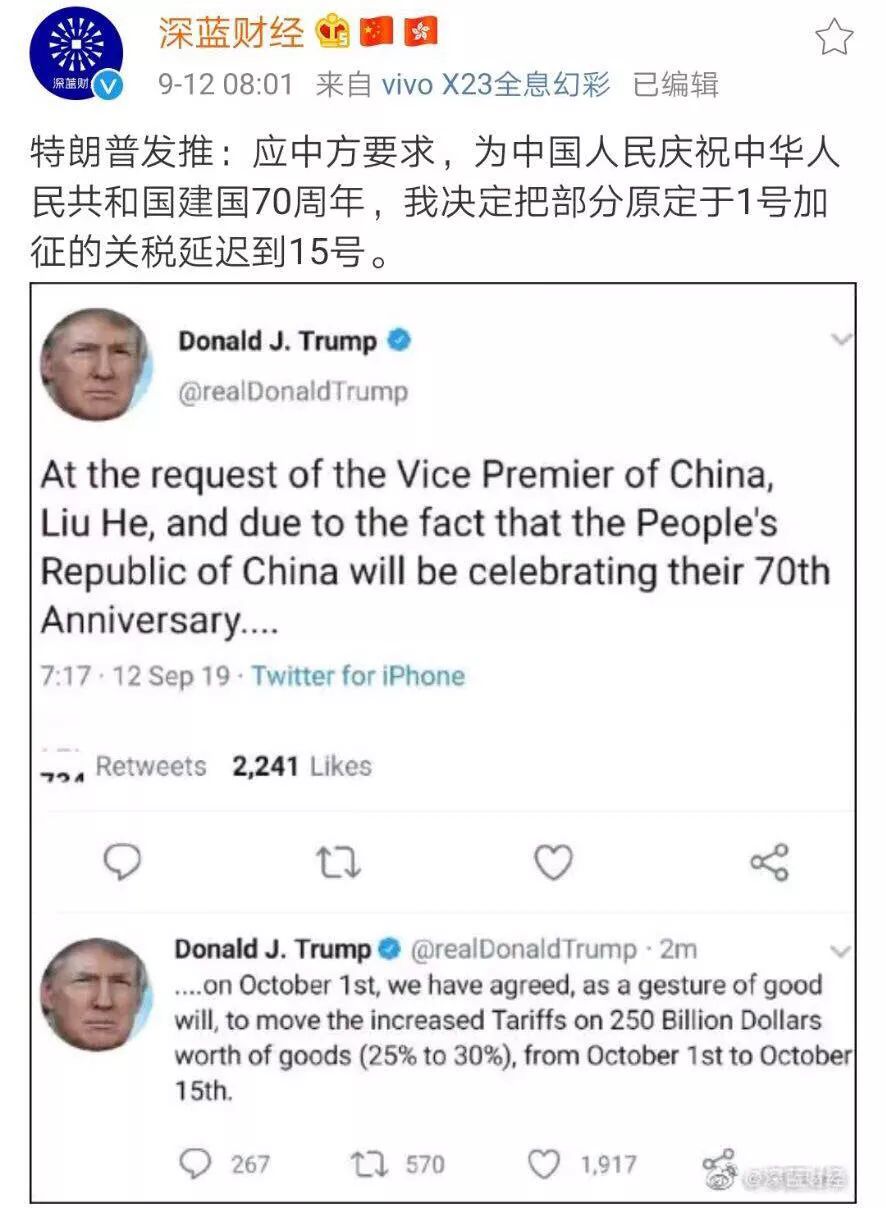 深蓝财经
深蓝财
9-12 08:01 来自 vivo X23全息幻彩 已编辑
特朗普发推：应中方要求，为中国人民庆祝中华人
民共和国建国70周年，我决定把部分原定于1号加
征的关税延迟到15号。
Donald J. Trump
@realDonaldTrump
At the request of the Vice Premier of China,
Liu He, and due to the fact that the People's
Republic of China will be celebrating their 70th
Anniversary....
7:17 · 12 Sep 19 · Twitter for iPhone
Retweets 2,241 Likes
Donald J. Trump @realDonaldTrump · 2m
....on October 1st, we have agreed, as a gesture of good
will, to move the increased Tariffs on 250 Billion Dollars
worth of goods (25% to 30%), from October 1st to October
15th.
267 570 1,917
@深蓝财经